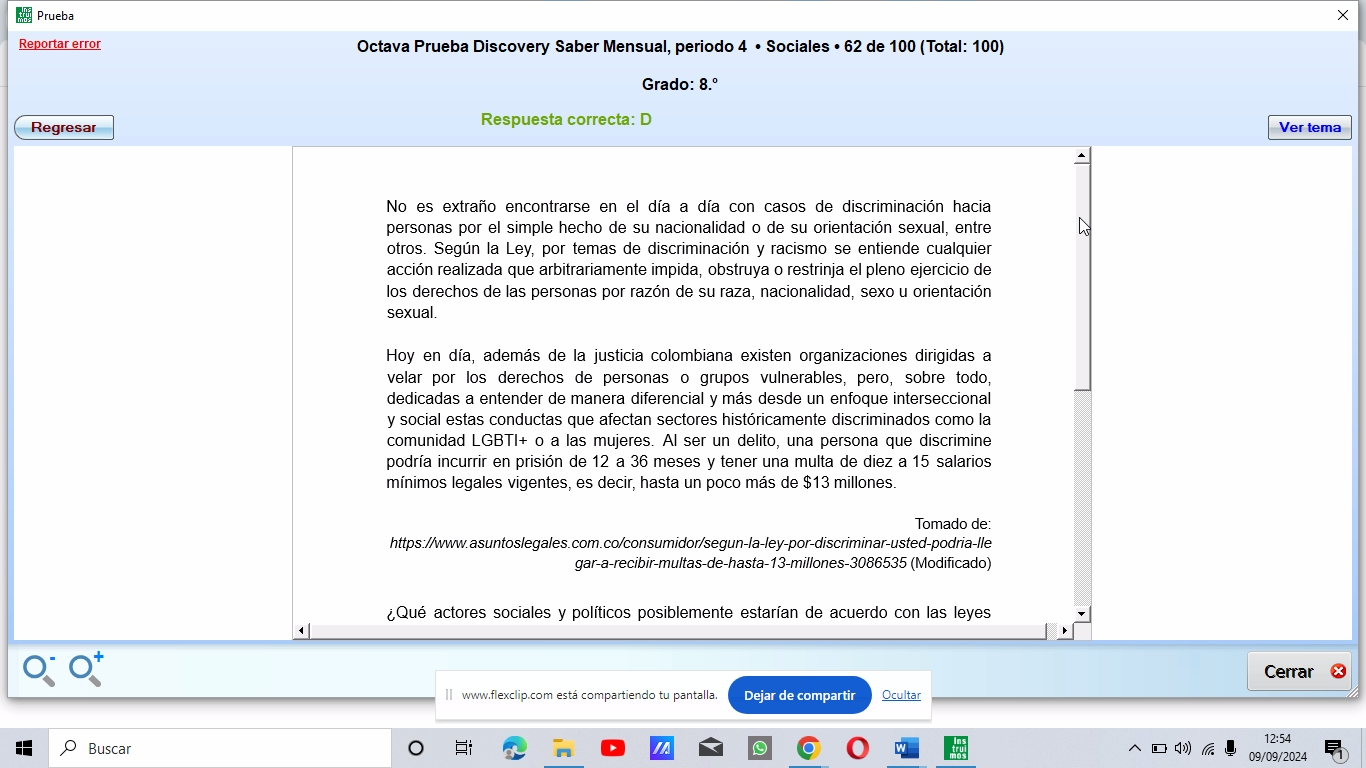 Prueba
Reportar error
Octava Prueba Discovery Saber Mensual, periodo 4 • Sociales • 62 de 100 (Total: 100)
Grado: 8.°
Respuesta correcta: D
Regresar
Ver tema
No es extraño encontrarse en el día a día con casos de discriminación hacia
personas por el simple hecho de su nacionalidad o de su orientación sexual, entre
otros. Según la Ley, por temas de discriminación y racismo se entiende cualquier
acción realizada que arbitrariamente impida, obstruya o restrinja el pleno ejercicio de
los derechos de las personas por razón de su raza, nacionalidad, sexo u orientación
sexual.
Hoy en día, además de la justicia colombiana existen organizaciones dirigidas a
velar por los derechos de personas o grupos vulnerables, pero, sobre todo,
dedicadas a entender de manera diferencial y más desde un enfoque interseccional
y social estas conductas que afectan sectores históricamente discriminados como la
comunidad LGBTI+ o a las mujeres. Al ser un delito, una persona que discrimine
podría incurrir en prisión de 12 a 36 meses y tener una multa de diez a 15 salarios
mínimos legales vigentes, es decir, hasta un poco más de $13 millones.
Tomado de:
https://www.asuntoslegales.com.co/consumidor/segun-la-ley-por-discriminar-usted-podria-lle
gar-a-recibir-multas-de-hasta-13-millones-3086535 (Modificado)
¿Qué actores sociales y políticos posiblemente estarían de acuerdo con las leyes
Cerrar
www.flexclip.com está compartiendo tu pantalla.
Dejar de compartir
Ocultar
Buscar
Ins
trui
mos
12:54
09/09/2024
1